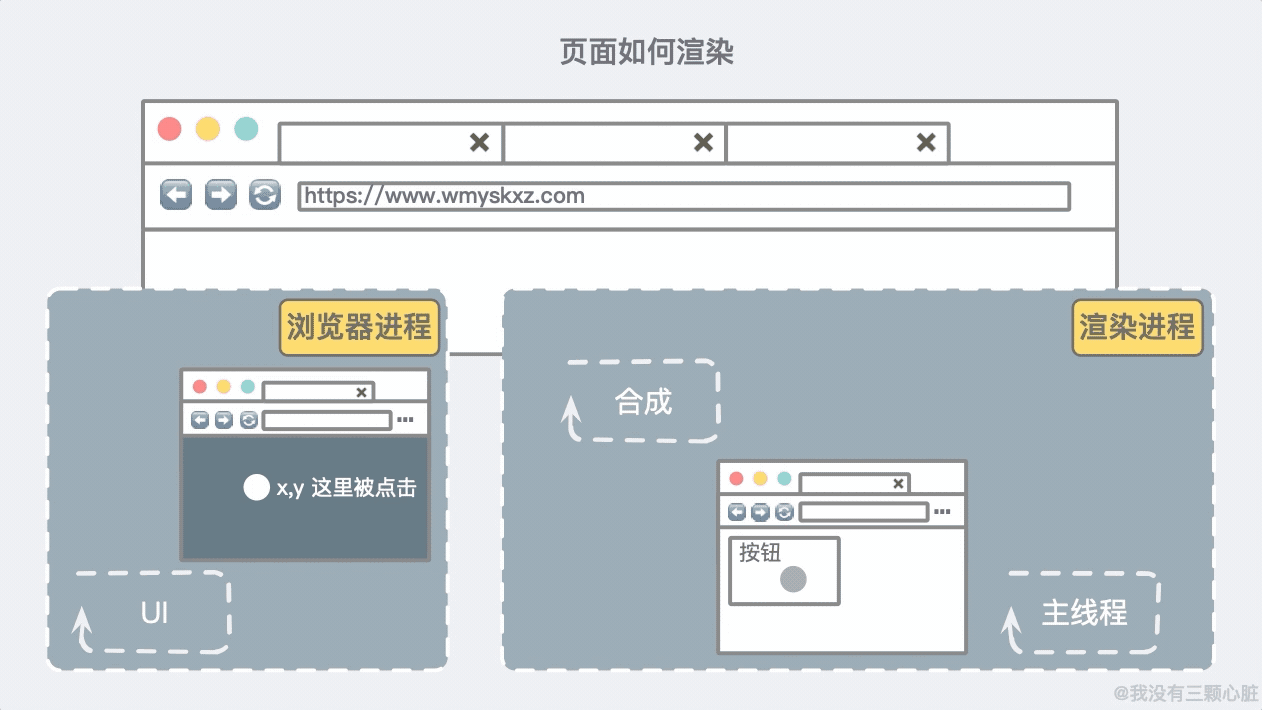 页面如何渲染
https://www.wmyskxz.com
浏览器进程
渲染进程
合成
x,y 这里被点击
按钮
UI
主线程
@我没有三颗心脏